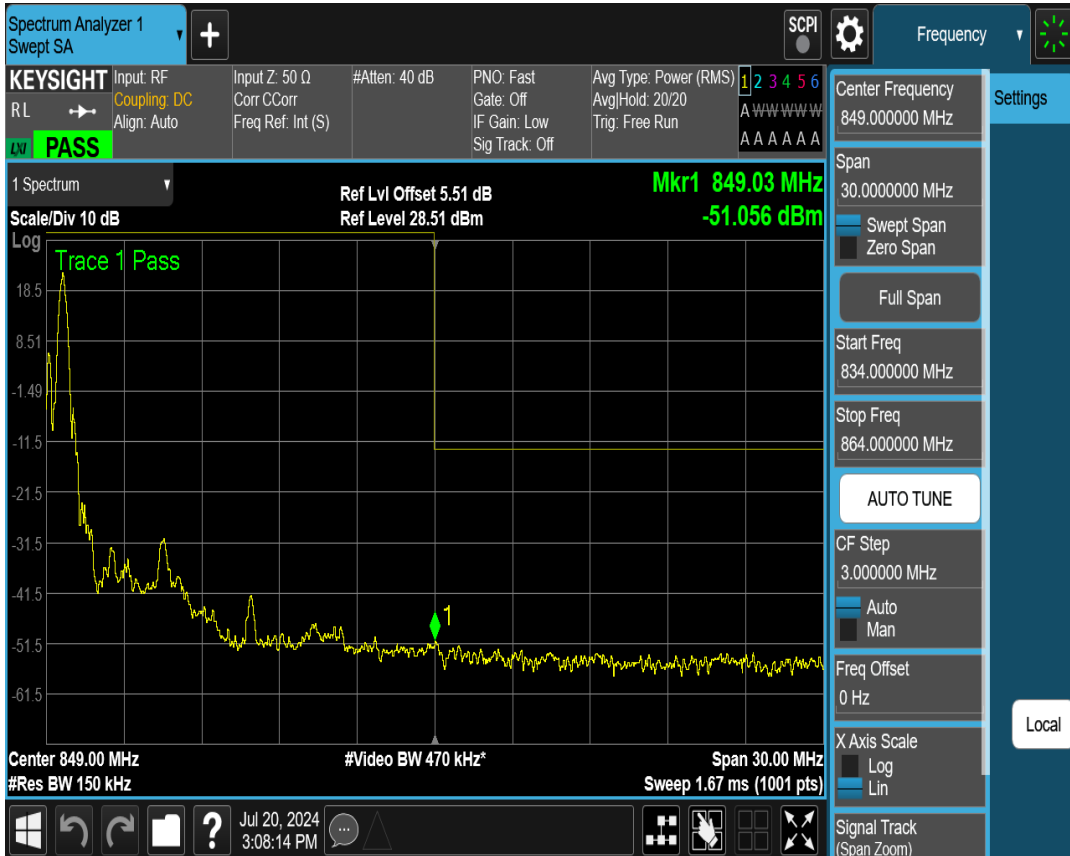 Spectrum Analyzer 1
Swept SA
+
SCPI
Frequency
KEYSIGHT
R L
LXI PASS
Input: RF
Coupling: DC
Align: Auto
Input Z: 50 Ω
Corr CCorr
Freq Ref: Int (S)
#Atten: 40 dB
PNO: Fast
Gate: Off
IF Gain: Low
Sig Track: Off
Avg Type: Power (RMS)
Avg|Hold: 20/20
Trig: Free Run
1 2 3 4 5 6
A W W W W W
A A A A A A
1 Spectrum
Scale/Div 10 dB
Ref Lvl Offset 5.51 dB
Ref Level 28.51 dBm
Mkr1 849.03 MHz
-51.056 dBm
Log
Trace 1 Pass
18.5
8.51
-1.49
-11.5
-21.5
-31.5
-41.5
-51.5
-61.5
1
Center 849.00 MHz
#Res BW 150 kHz
#Video BW 470 kHz*
Span 30.00 MHz
Sweep 1.67 ms (1001 pts)
Center Frequency
849.000000 MHz
Span
30.0000000 MHz
Swept Span
Zero Span
Full Span
Start Freq
834.000000 MHz
Stop Freq
864.000000 MHz
AUTO TUNE
CF Step
3.000000 MHz
Auto
Man
Freq Offset
0 Hz
X Axis Scale
Log
Lin
Signal Track
(Span Zoom)
Settings
Local
?
Jul 20, 2024
3:08:14 PM